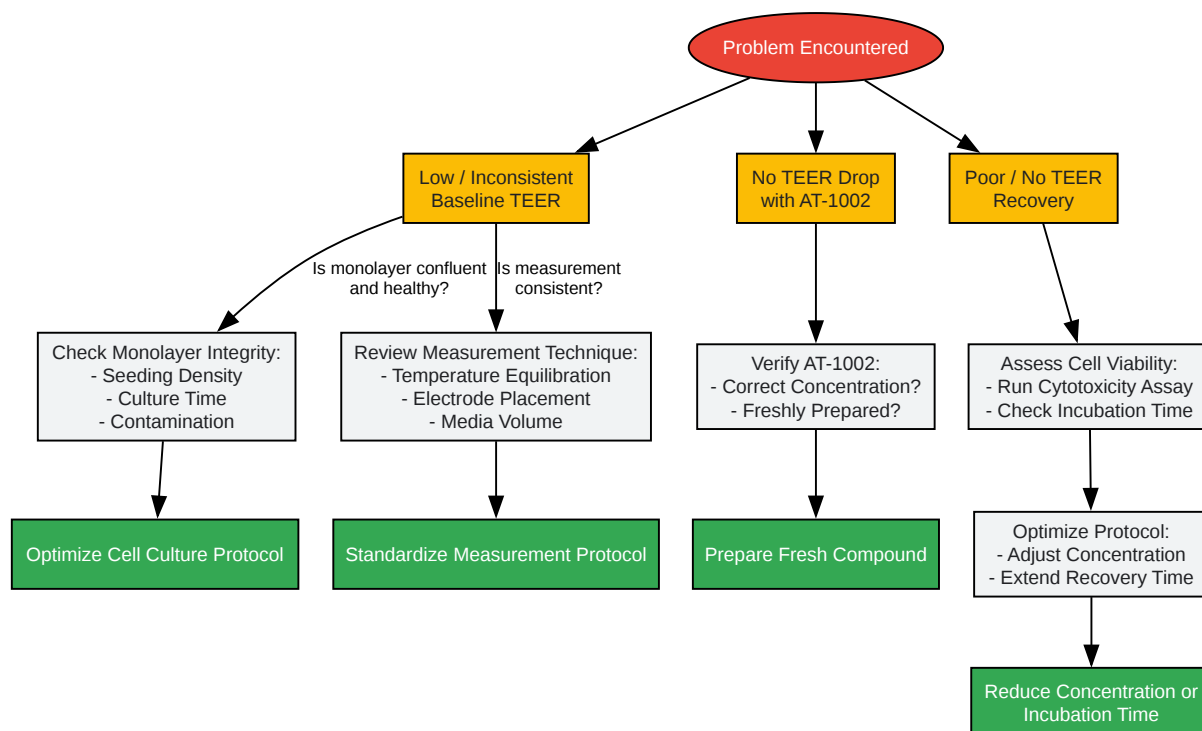 Problem Encountered
Low / Inconsistent
Baseline TEER
No TEER Drop
with AT-1002
Poor / No TEER
Recovery
Is monolayer confluent
and healthy?
Is measurement
consistent?
Check Monolayer Integrity:
- Seeding Density
- Culture Time
- Contamination
Review Measurement Technique:
- Temperature Equilibration
- Electrode Placement
- Media Volume
Verify AT-1002:
- Correct Concentration?
- Freshly Prepared?
Assess Cell Viability:
- Run Cytotoxicity Assay
- Check Incubation Time
Optimize Cell Culture Protocol
Standardize Measurement Protocol
Prepare Fresh Compound
Optimize Protocol:
- Adjust Concentration
- Extend Recovery Time
Reduce Concentration or
Incubation Time